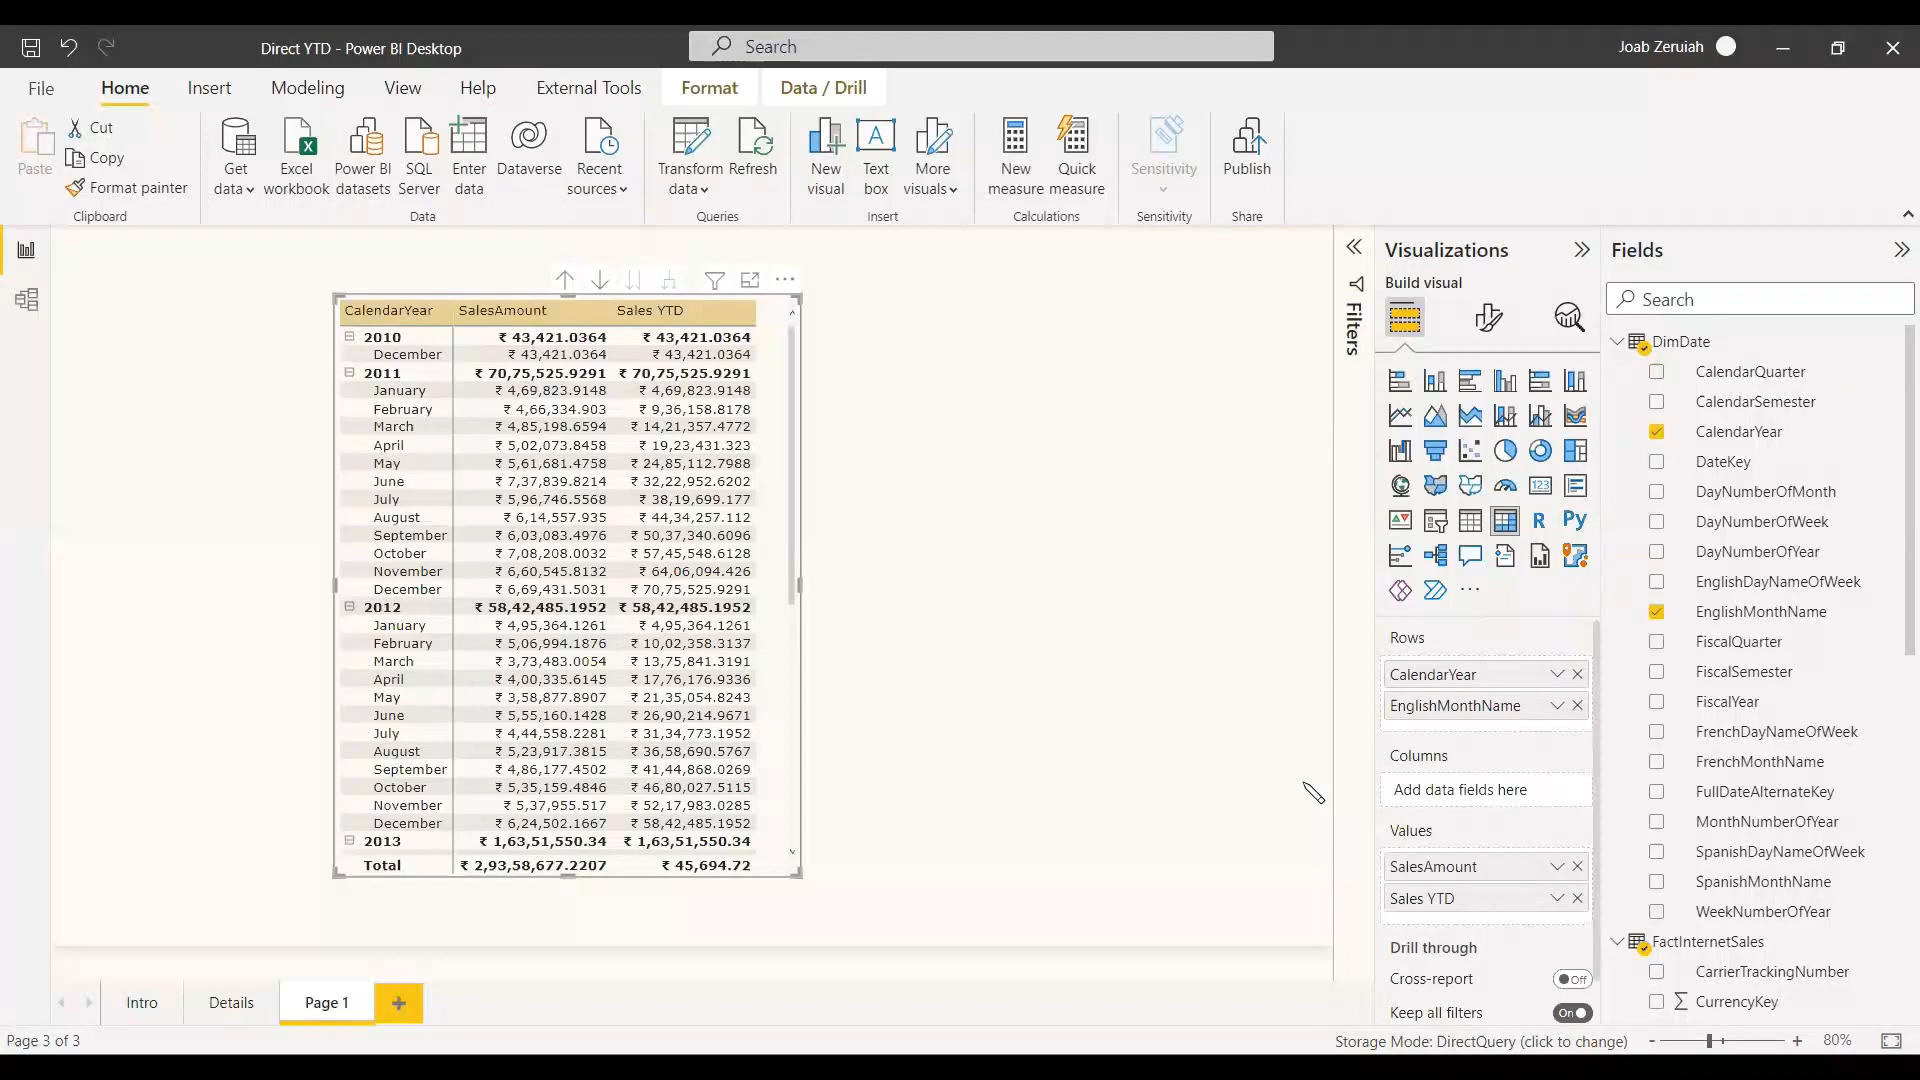 Direct YTD - Power BI Desktop
Search
Joab Zeruiah
File Home Insert Modeling View Help External Tools Format Data / Drill
Paste
Cut
Copy
Format painter
Clipboard
Get data
Excel workbook
Power BI datasets
SQL Server
Enter data
Dataverse
Recent sources
Data
Transform data
Refresh
Queries
New visual
Text box
More visuals
Insert
New measure
Quick measure
Calculations
Sensitivity
Sensitivity
Publish
Share
CalendarYear SalesAmount Sales YTD
2010 ₹ 43,421.0364 ₹ 43,421.0364
December ₹ 43,421.0364 ₹ 43,421.0364
2011 ₹ 70,75,525.9291 ₹ 70,75,525.9291
January ₹ 4,69,823.9148 ₹ 4,69,823.9148
February ₹ 4,66,334.903 ₹ 9,36,158.8178
March ₹ 4,85,198.6594 ₹ 14,21,357.4772
April ₹ 5,02,073.8458 ₹ 19,23,431.323
May ₹ 5,61,681.4758 ₹ 24,85,112.7988
June ₹ 7,37,839.8214 ₹ 32,22,952.6202
July ₹ 5,96,746.5568 ₹ 38,19,699.177
August ₹ 6,14,557.935 ₹ 44,34,257.112
September ₹ 6,03,083.4976 ₹ 50,37,340.6096
October ₹ 7,08,208.0032 ₹ 57,45,548.6128
November ₹ 6,60,545.8132 ₹ 64,06,094.426
December ₹ 6,69,431.5031 ₹ 70,75,525.9291
2012 ₹ 58,42,485.1952 ₹ 58,42,485.1952
January ₹ 4,95,364.1261 ₹ 4,95,364.1261
February ₹ 5,06,994.1876 ₹ 10,02,358.3137
March ₹ 3,73,483.0054 ₹ 13,75,841.3191
April ₹ 4,00,335.6145 ₹ 17,76,176.9336
May ₹ 3,58,877.8907 ₹ 21,35,054.8243
June ₹ 5,55,160.1428 ₹ 26,90,214.9671
July ₹ 4,44,558.2281 ₹ 31,34,773.1952
August ₹ 5,23,917.3815 ₹ 36,58,690.5767
September ₹ 4,86,177.4502 ₹ 41,44,868.0269
October ₹ 5,35,159.4846 ₹ 46,80,027.5115
November ₹ 5,37,955.517 ₹ 52,17,983.0285
December ₹ 6,24,502.1667 ₹ 58,42,485.1952
2013 ₹ 1,63,51,550.34 ₹ 1,63,51,550.34
Total ₹ 2,93,58,677.2207 ₹ 45,694.72
Filters
Visualizations
Build visual
123
R
Py
Rows
CalendarYear
EnglishMonthName
Columns
Add data fields here
Values
SalesAmount
Sales YTD
Drill through
Cross-report Off
Keep all filters On
Fields
Search
DimDate
CalendarQuarter
CalendarSemester
CalendarYear
DateKey
DayNumberOfMonth
DayNumberOfWeek
DayNumberOfYear
EnglishDayNameOfWeek
EnglishMonthName
FiscalQuarter
FiscalSemester
FiscalYear
FrenchDayNameOfWeek
FrenchMonthName
FullDateAlternateKey
MonthNumberOfYear
SpanishDayNameOfWeek
SpanishMonthName
WeekNumberOfYear
FactInternetSales
CarrierTrackingNumber
CurrencyKey
Intro Details Page 1
Page 3 of 3
Storage Mode: DirectQuery (click to change)
80%